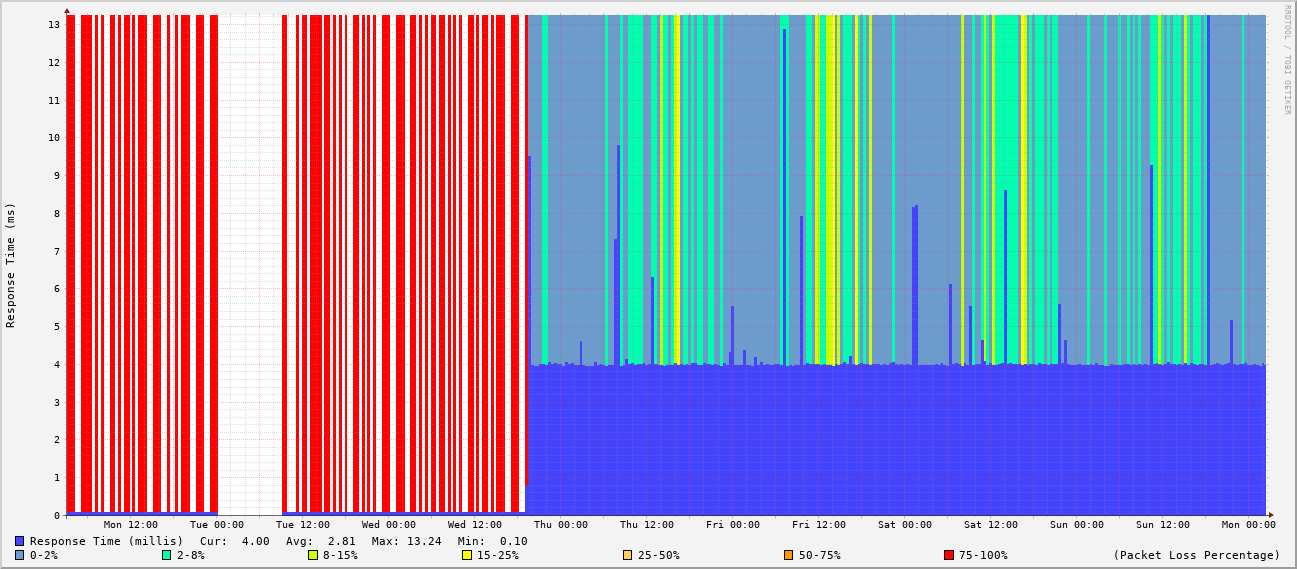 RRDTOOL / TOBI OETIKER
Response Time (ms)
13
12
11
10
9
8
7
6
5
4
3
2
1
0
Mon 12:00 Tue 00:00 Tue 12:00 Wed 00:00 Wed 12:00 Thu 00:00 Thu 12:00 Fri 00:00 Fri 12:00 Sat 00:00 Sat 12:00 Sun 00:00 Sun 12:00 Mon 00:00
Response Time (millis) Cur: 4.00 Avg: 2.81 Max: 13.24 Min: 0.10
0-2% 2-8% 8-15% 15-25% 25-50% 50-75% 75-100% (Packet Loss Percentage)